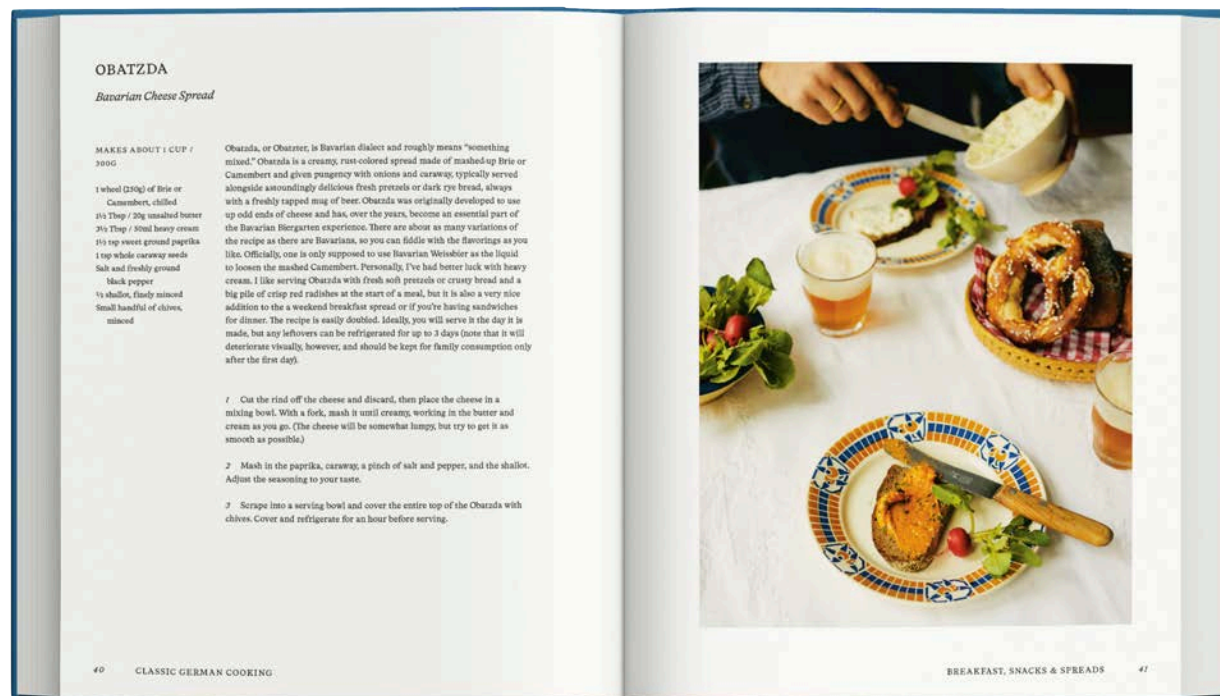 OBATZDA
Bavarian Cheese Spread
MAKES ABOUT 1 CUP /
300G
1 wheel (250g) of Brie or
Camembert, chilled
1½ Tbsp / 20g unsalted butter
3½ Tbsp / 50ml heavy cream
1½ tsp sweet ground paprika
1 tsp whole caraway seeds
Salt and freshly ground
black pepper
shallot, finely minced
Small handful of chives,
minced
Obatzda, or Obatzter, is Bavarian dialect and roughly means “something
mixed.” Obatzda is a creamy, rust-colored spread made of mashed-up Brie or
Camembert and given pungency with onions and caraway, typically served
alongside astoundingly delicious fresh pretzels or dark rye bread, always
with a freshly tapped mug of beer. Obatzda was originally developed to use
up odd ends of cheese and has, over the years, become an essential part of
the Bavarian Biergarten experience. There are about as many variations of
the recipe as there are Bavarians, so you can fiddle with the flavorings as you
like. Officially, one is only supposed to use Bavarian Weissbier as the liquid
to loosen the mashed Camembert. Personally, I’ve had better luck with heavy
cream. I like serving Obatzda with fresh soft pretzels or crusty bread and a
big pile of crisp red radishes at the start of a meal, but it is also a very nice
addition to the a weekend breakfast spread or if you’re having sandwiches
for dinner. The recipe is easily doubled. Ideally, you will serve it the day it is
made, but any leftovers can be refrigerated for up to 3 days (note that it will
deteriorate visually, however, and should be kept for family consumption only
after the first day).
1 Cut the rind off the cheese and discard, then place the cheese in a
mixing bowl. With a fork, mash it until creamy, working in the butter and
cream as you go. (The cheese will be somewhat lumpy, but try to get it as
smooth as possible.)
2 Mash in the paprika, caraway, a pinch of salt and pepper, and the shallot.
Adjust the seasoning to your taste.
3 Scrape into a serving bowl and cover the entire top of the Obatzda with
chives. Cover and refrigerate for an hour before serving.
40 CLASSIC GERMAN COOKING
BREAKFAST, SNACKS & SPREADS 41